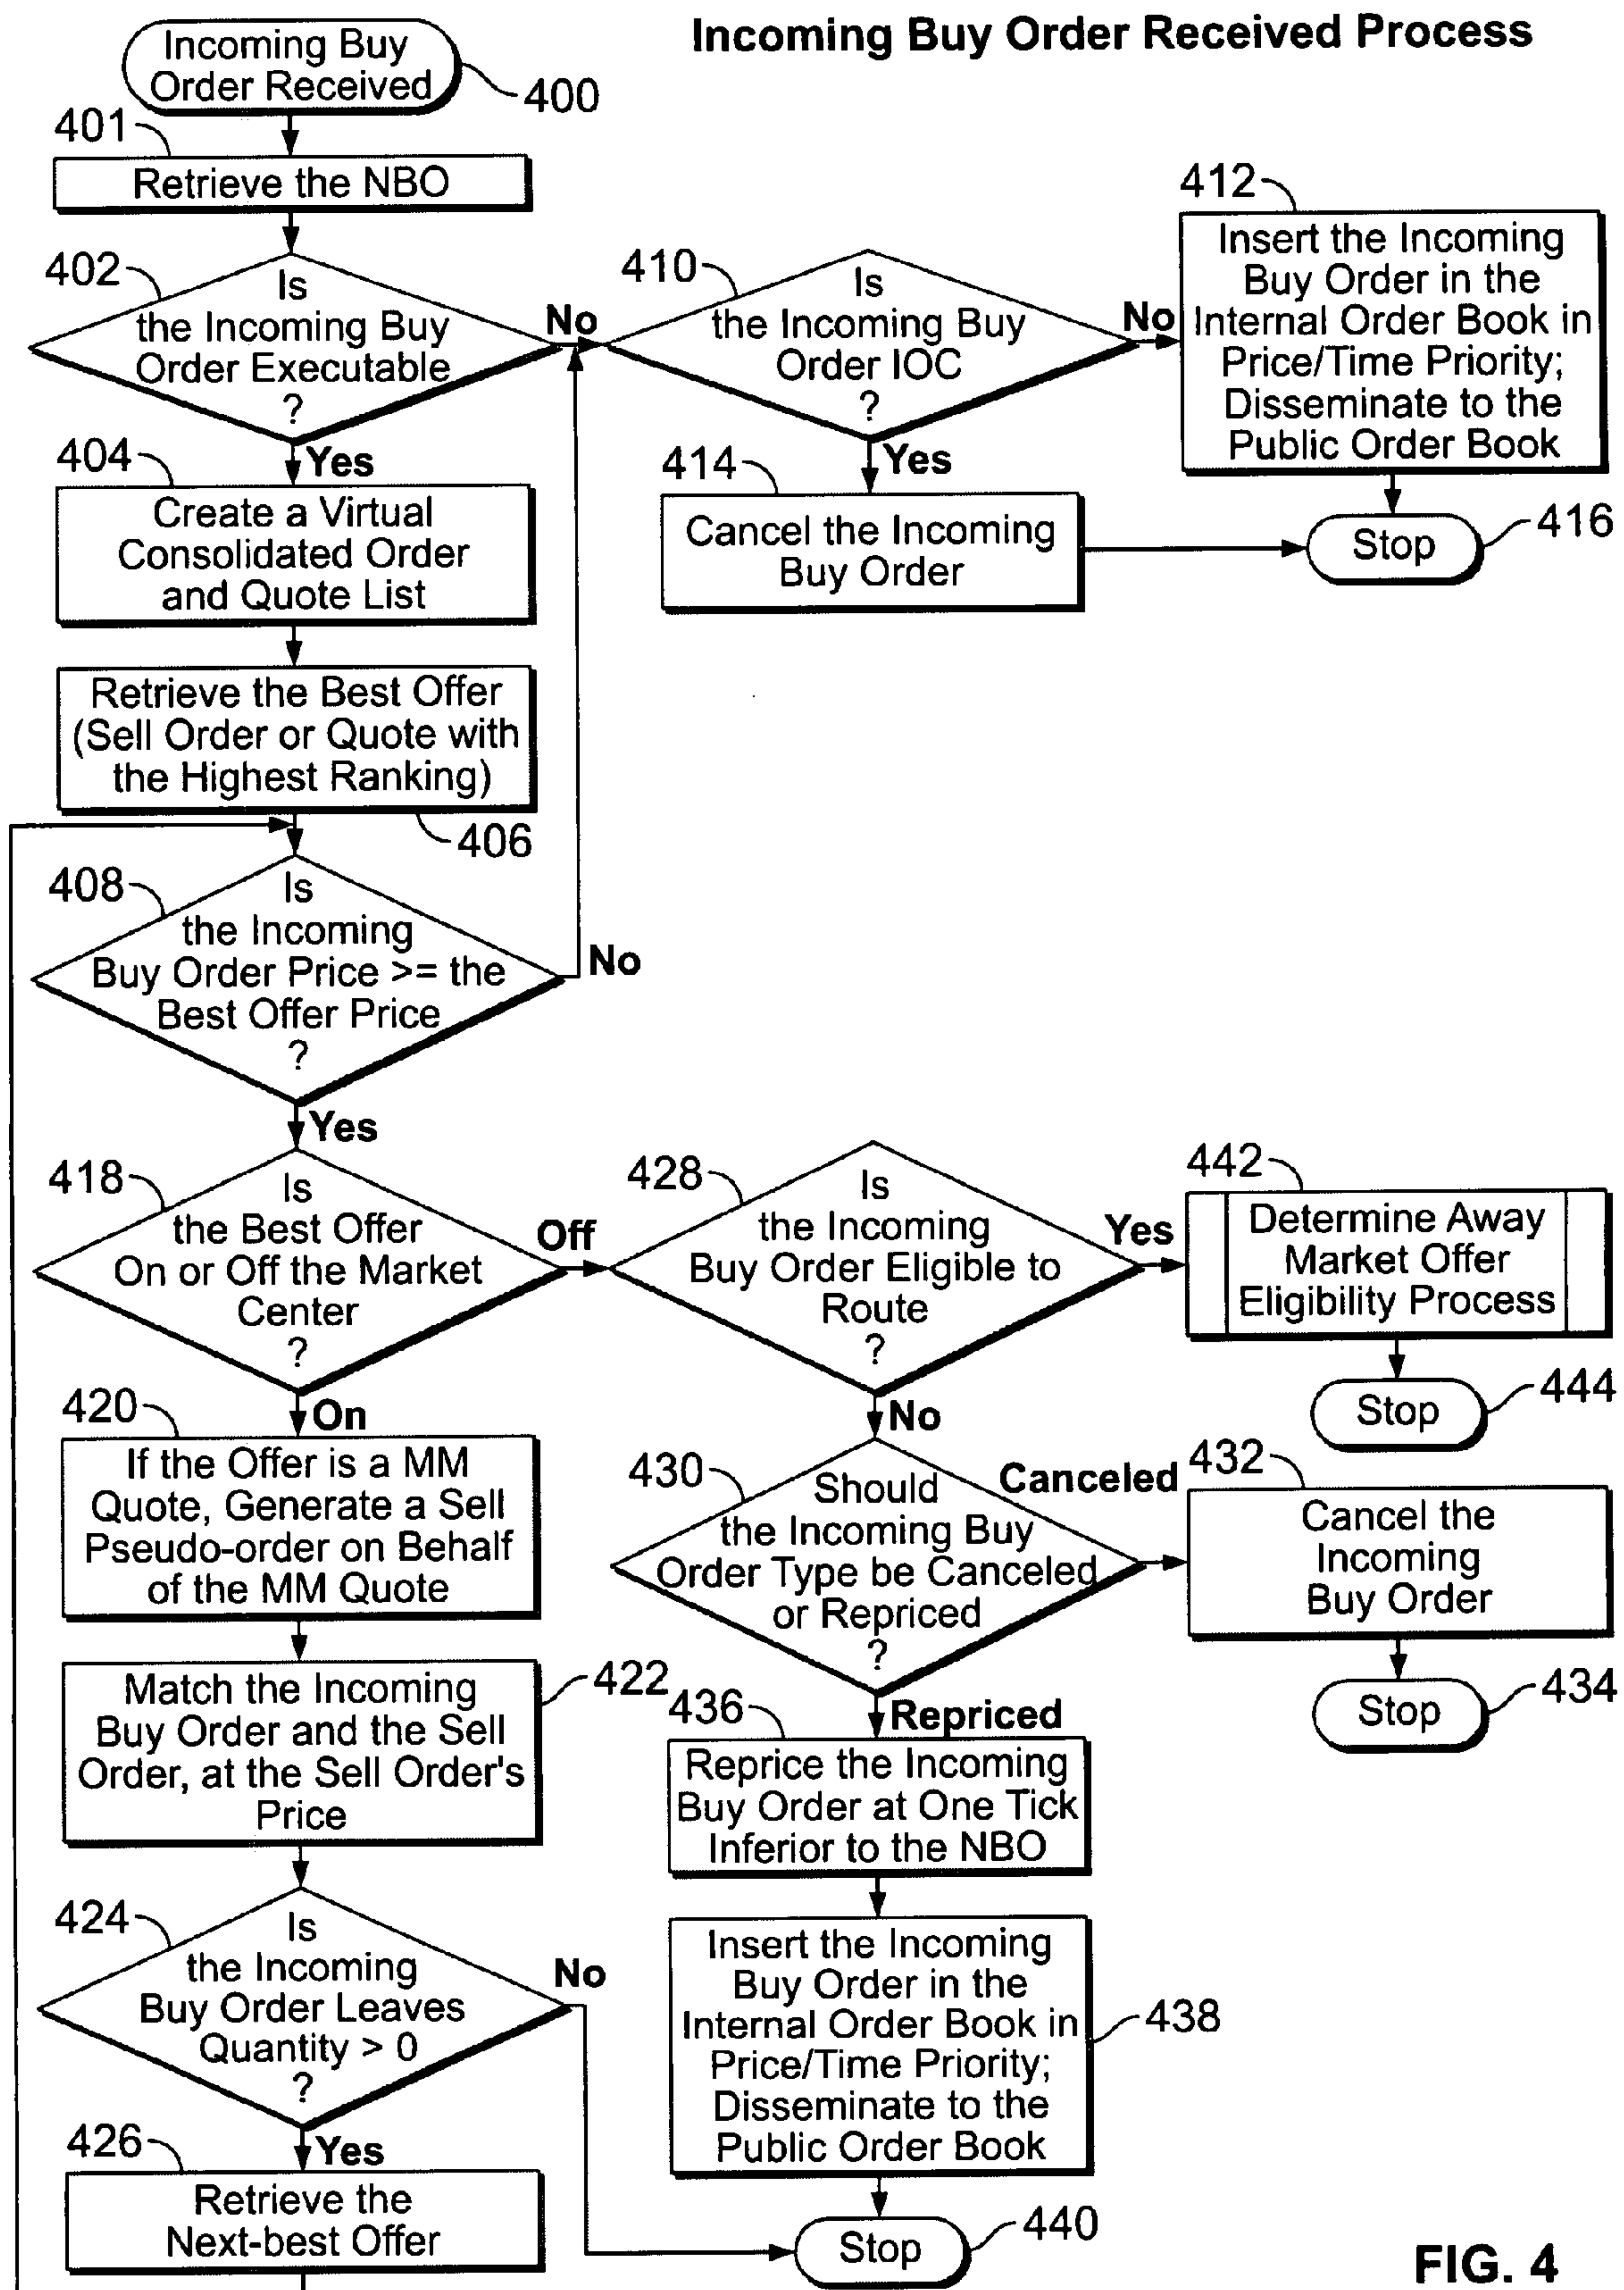 Incoming Buy Order Received Process
Incoming Buy
Order Received
400
401
Retrieve the NBO
402
Is
the Incoming Buy
Order Executable
?
No
Yes
410
Is
the Incoming Buy
Order IOC
?
No
Yes
412
Insert the Incoming
Buy Order in the
Internal Order Book in
Price/Time Priority;
Disseminate to the
Public Order Book
414
Cancel the Incoming
Buy Order
Stop
416
404
Create a Virtual
Consolidated Order
and Quote List
Retrieve the Best Offer
(Sell Order or Quote with
the Highest Ranking)
406
408
Is
the Incoming
Buy Order Price >= the
Best Offer Price
?
No
Yes
418
Is
the Best Offer
On or Off the Market
Center
?
Off
On
428
Is
the Incoming
Buy Order Eligible to
Route
?
Yes
No
442
Determine Away
Market Offer
Eligibility Process
Stop
444
420
If the Offer is a MM
Quote, Generate a Sell
Pseudo-order on Behalf
of the MM Quote
430
Should
the Incoming Buy
Order Type be Canceled
or Repriced
?
Canceled
Repriced
432
Cancel the
Incoming
Buy Order
Stop
434
Match the Incoming
Buy Order and the Sell
Order, at the Sell Order's
Price
422
436
Reprice the Incoming
Buy Order at One Tick
Inferior to the NBO
424
Is
the Incoming
Buy Order Leaves
Quantity > 0
?
No
Yes
Insert the Incoming
Buy Order in the
Internal Order Book in
Price/Time Priority;
Disseminate to the
Public Order Book
438
426
Retrieve the
Next-best Offer
Stop
440
FIG. 4